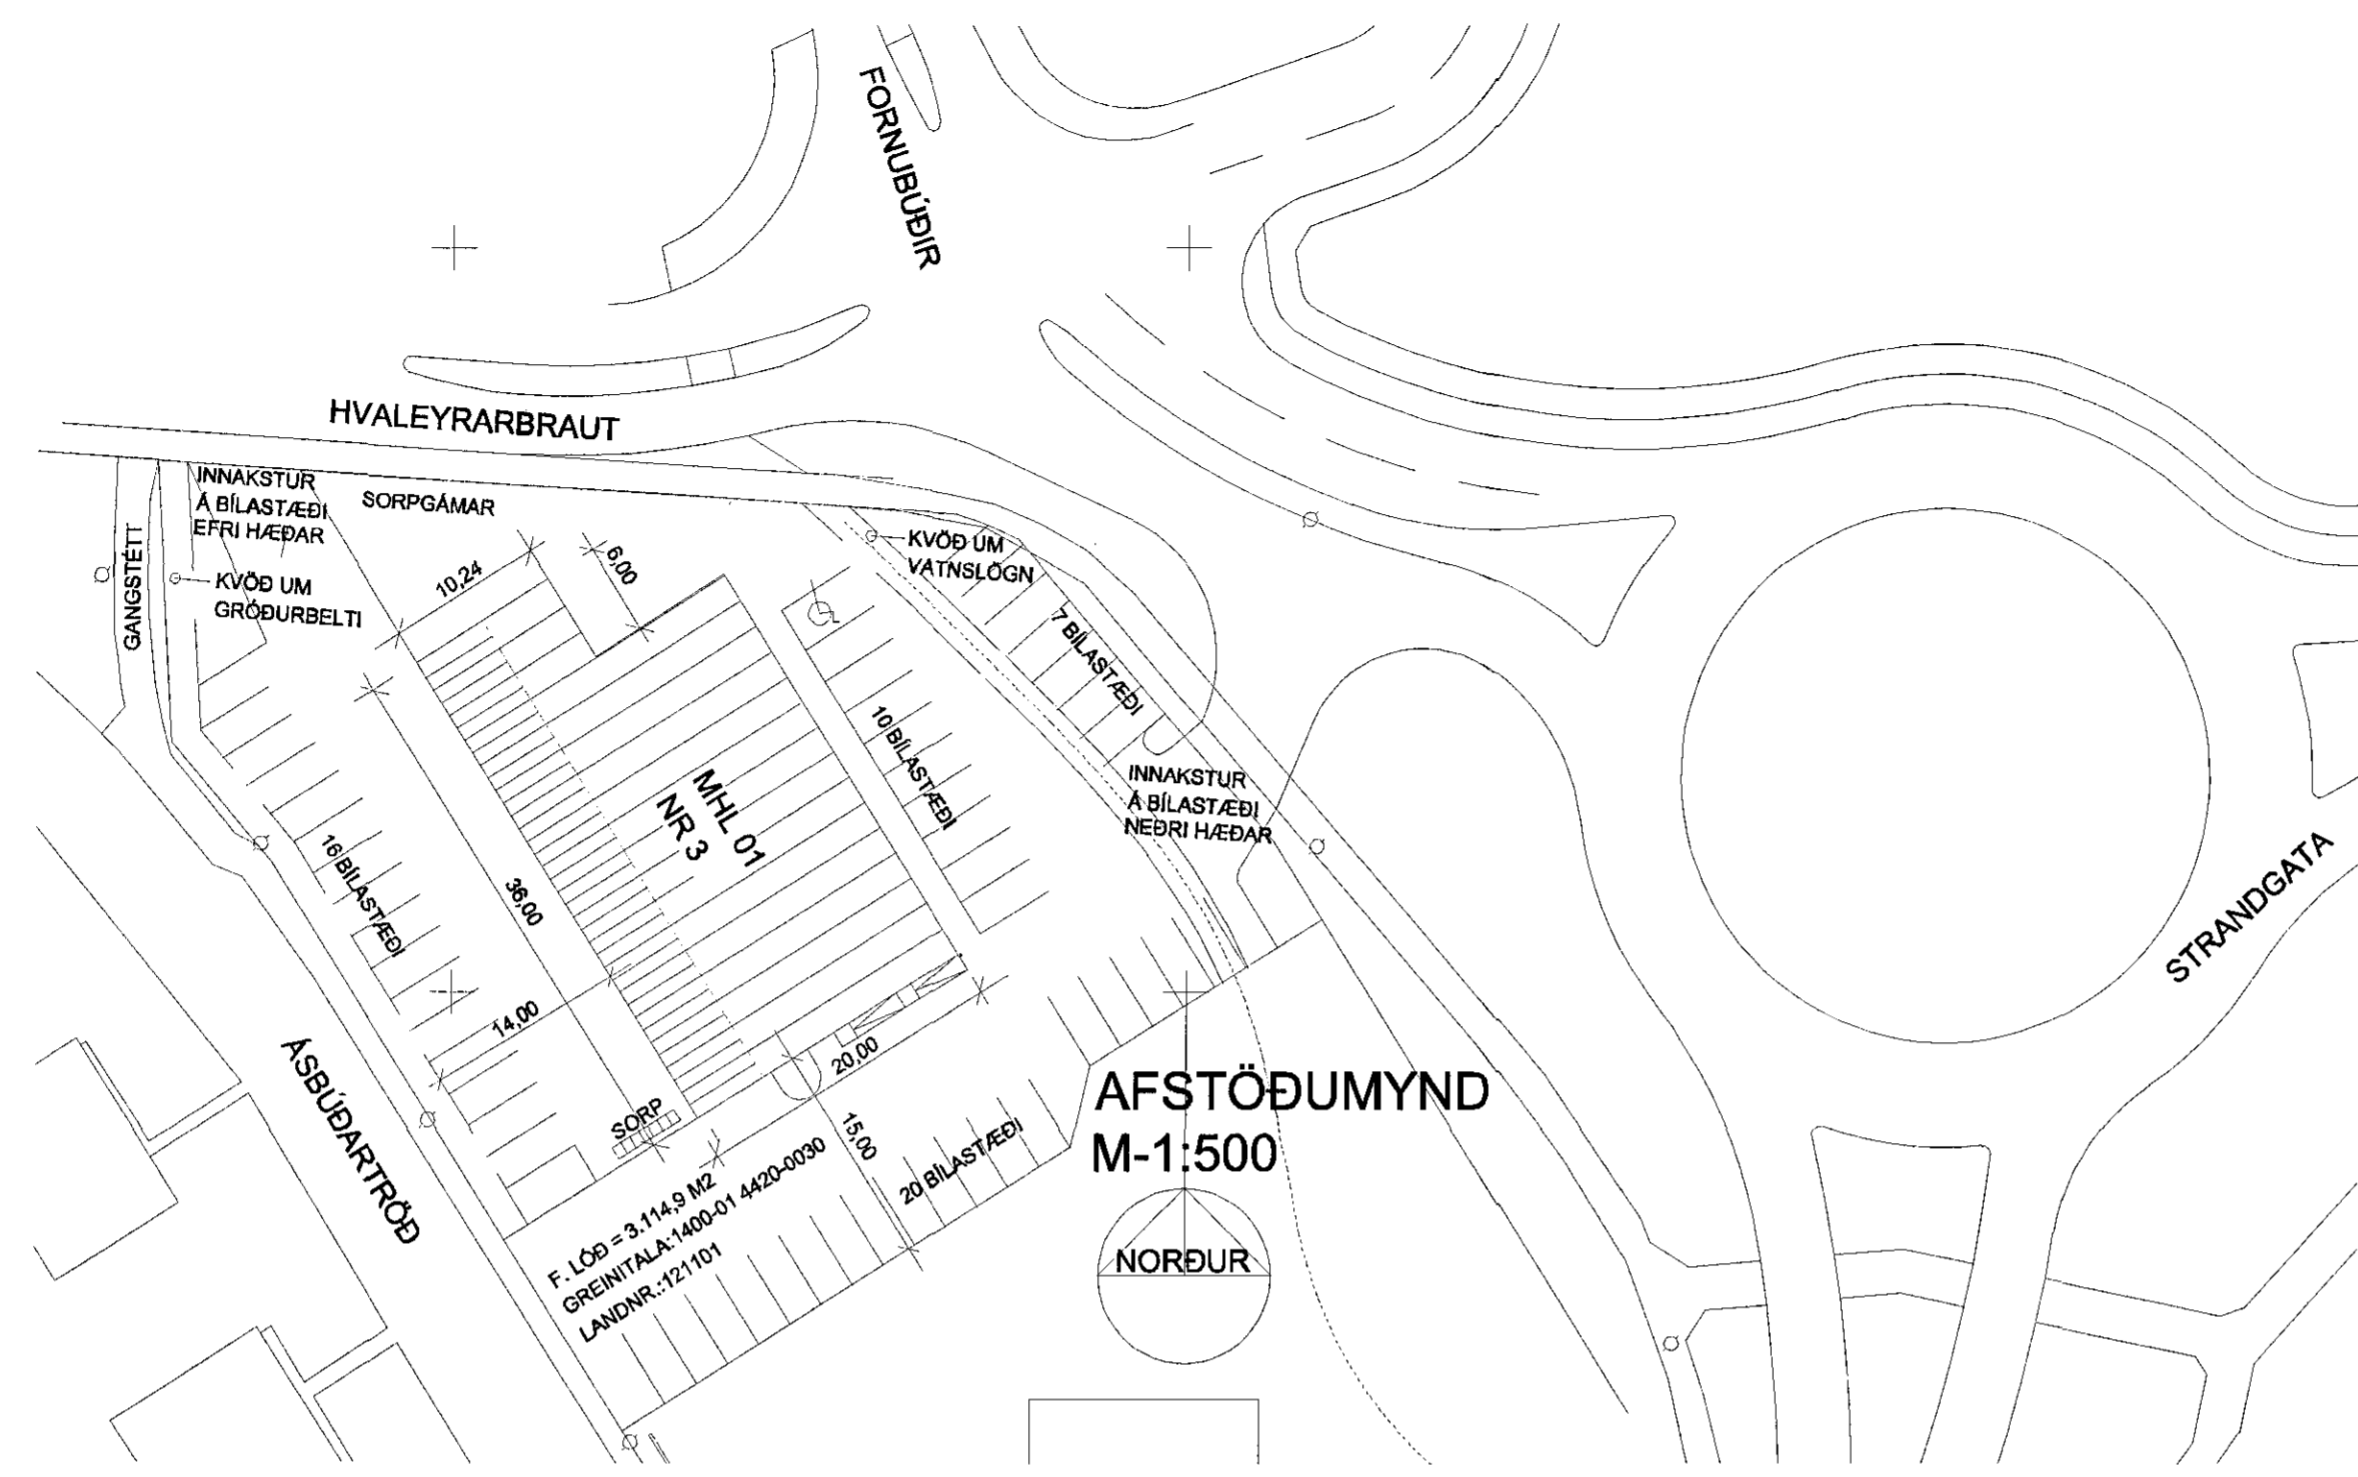 FORNUBÚÐIR
HVALEYRARBRAUT
INNAKSTUR
Á BÍLASTÆÐI
EFRI HÆÐAR
SORPGÁMAR
GANGSTÉTT
KVÖÐ UM
GRÓÐURBELTI
10,24
6,00
KVÖÐ UM
VATNSLÖGN
7 BÍLASTÆÐI
10 BÍLASTÆÐI
INNAKSTUR
Á BÍLASTÆÐI
NEÐRI HÆÐAR
MHL 01
NR 3
16 BÍLASTÆÐI
36,00
14,00
20,00
15,00
SORP
ÁSBÚÐARTRÖÐ
STRANDGATA
20 BÍLASTÆÐI
F. LÓÐ = 3.114,9 M2
GREINITALA:1400-01 4420-0030
LANDNR.:121101
AFSTÖÐUMYND
M-1:500
NORÐUR